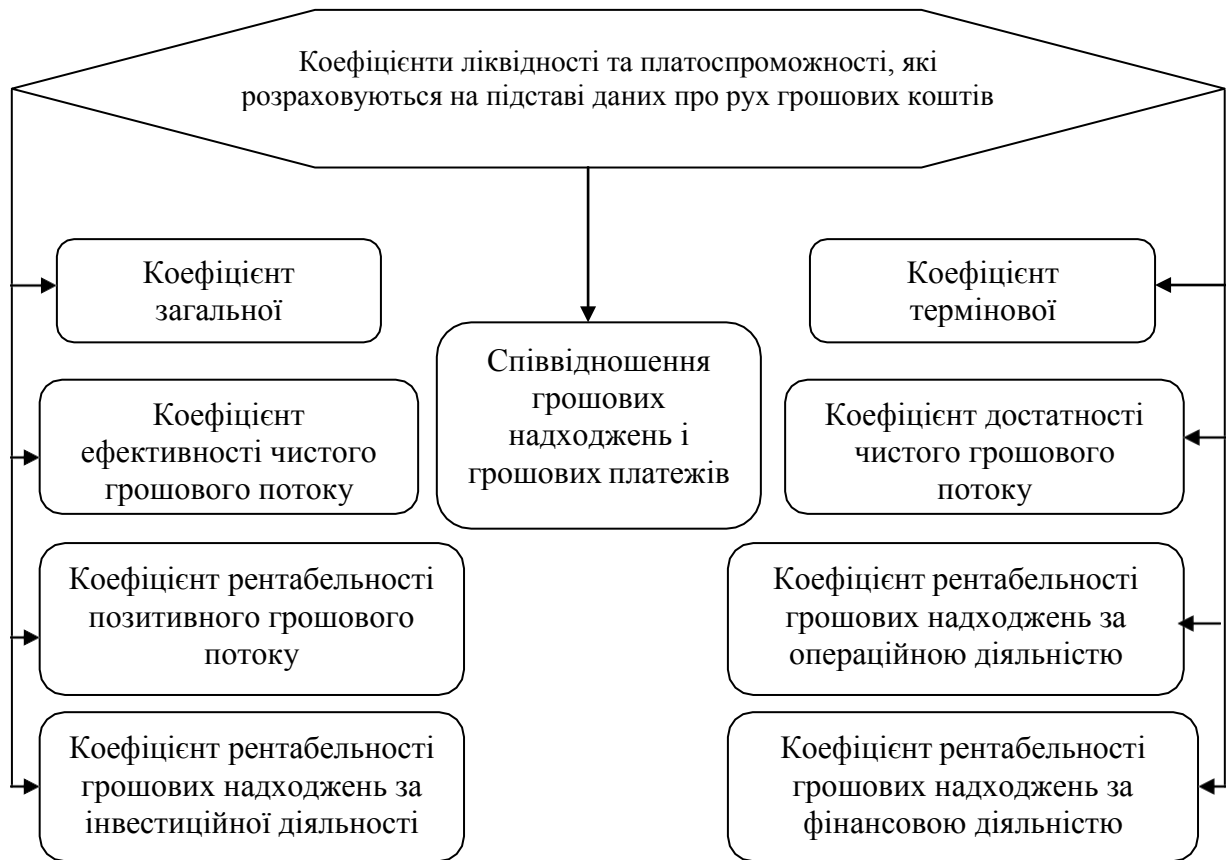 Коефіцієнти ліквідності та платоспроможності, які
розраховуються на підставі даних про рух грошових коштів
Коефіцієнт
загальної
Коефіцієнт
термінової
Співвідношення
грошових
надходжень і
грошових платежів
Коефіцієнт
ефективності чистого
грошового потоку
Коефіцієнт достатності
чистого грошового
потоку
Коефіцієнт рентабельності
позитивного грошового
потоку
Коефіцієнт рентабельності
грошових надходжень за
операційною діяльністю
Коефіцієнт рентабельності
грошових надходжень за
інвестиційної діяльності
Коефіцієнт рентабельності
грошових надходжень за
фінансовою діяльністю